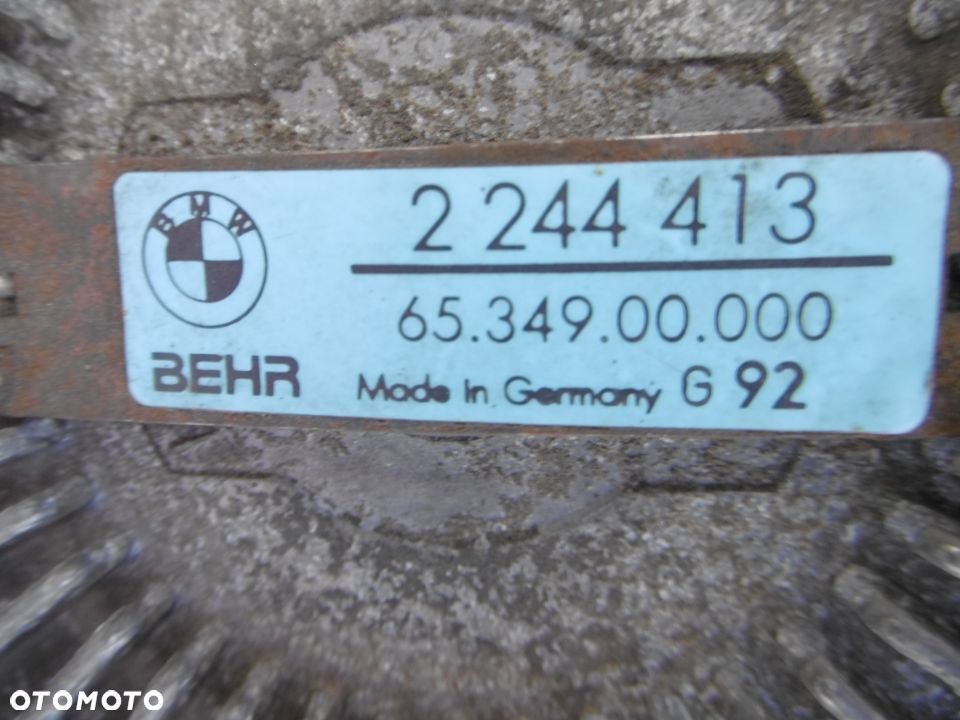 BMW
2 244 413
65.349.00.000
BEHR
Made In Germany G 92
OTOMOTO